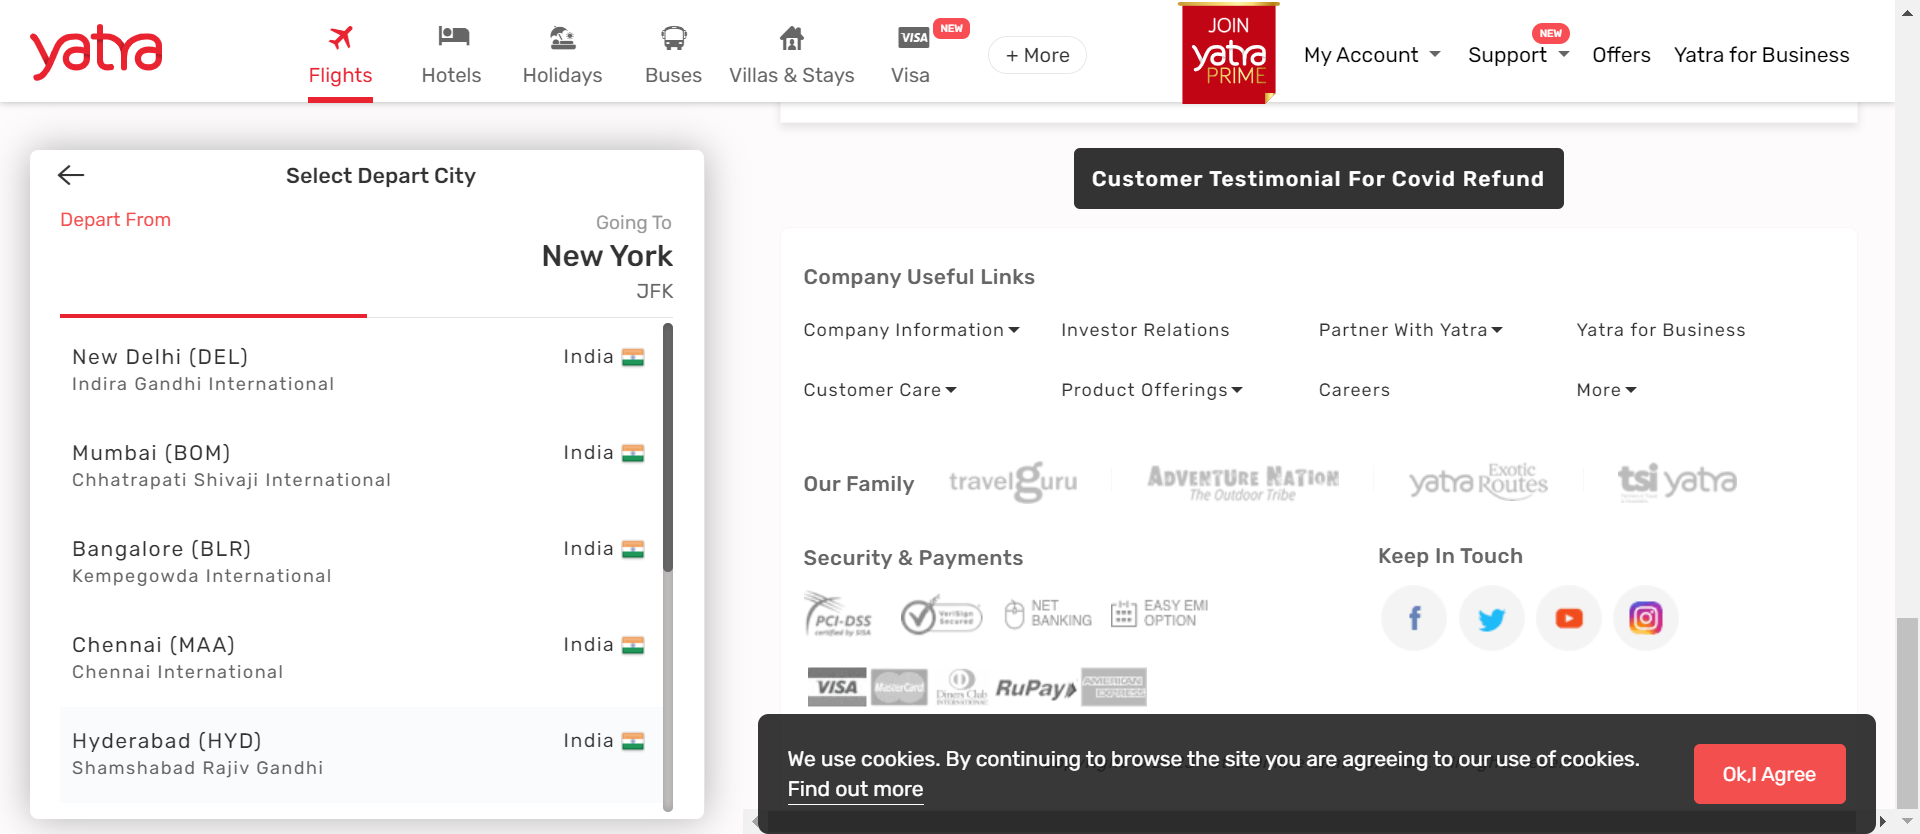 yatra
Flights
Hotels
Holidays
Buses
Villas & Stays
VISA
NEW
Visa
+ More
JOIN
yatra
PRIME
My Account
NEW
Support
Offers
Yatra for Business
Select Depart City
Depart From
Going To
New York
JFK
New Delhi (DEL)
India
Indira Gandhi International
Mumbai (BOM)
India
Chhatrapati Shivaji International
Bangalore (BLR)
India
Kempegowda International
Chennai (MAA)
India
Chennai International
Hyderabad (HYD)
India
Shamshabad Rajiv Gandhi
Customer Testimonial For Covid Refund
Company Useful Links
Company Information
Investor Relations
Partner With Yatra
Yatra for Business
Customer Care
Product Offerings
Careers
More
Our Family
travelguru
ADVENTURE NATION
The Outdoor Tribe
yatra Exotic
Routes
tsi yatra
Security & Payments
PCI-DSS
certified by SISA
VeriSign
Secured
NET
BANKING
EASY EMI
OPTION
VISA
MasterCard
Diners Club
INTERNATIONAL
RuPay
AMERICAN
EXPRESS
Keep In Touch
We use cookies. By continuing to browse the site you are agreeing to our use of cookies.
Find out more
Ok,I Agree